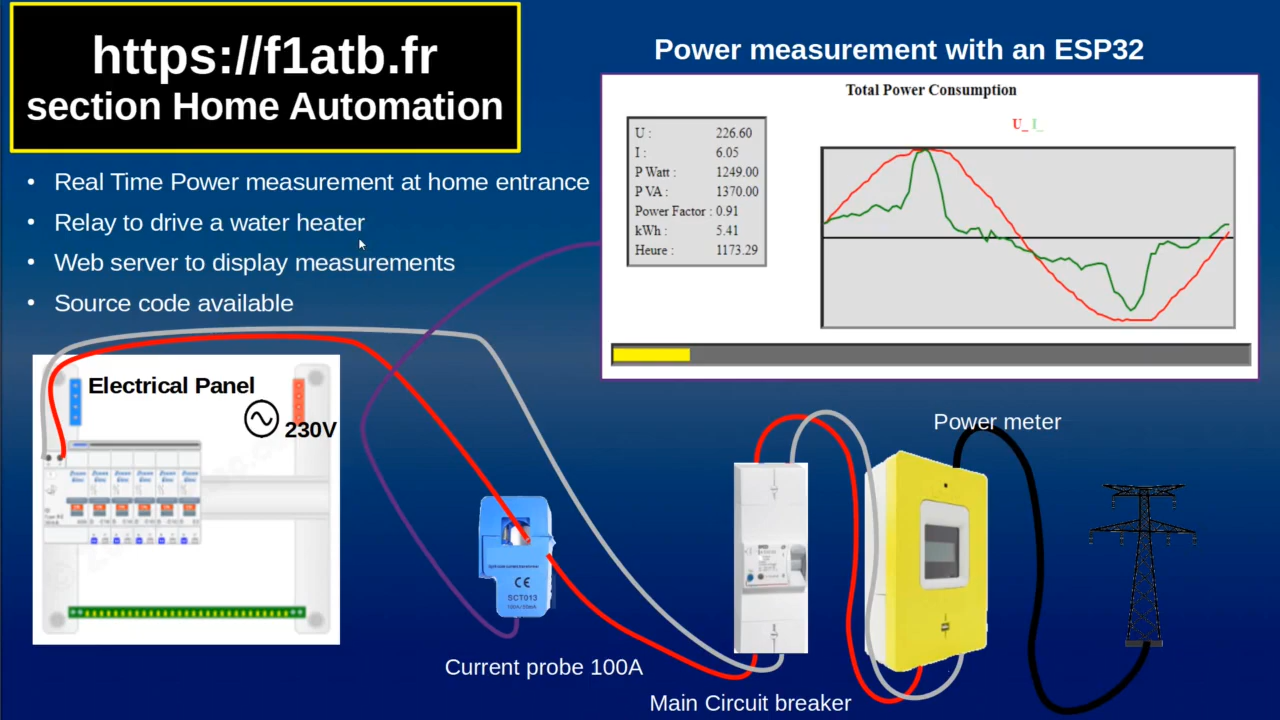 https://f1atb.fr
section Home Automation
Power measurement with an ESP32
• Real Time Power measurement at home entrance
• Relay to drive a water heater
• Web server to display measurements
• Source code available
Total Power Consumption
U_ I_
U : 226.60
I : 6.05
P Watt : 1249.00
P VA : 1370.00
Power Factor : 0.91
kWh : 5.41
Heure : 1173.29
Electrical Panel
230V
CE
SCT013
Current probe 100A
Main Circuit breaker
Power meter